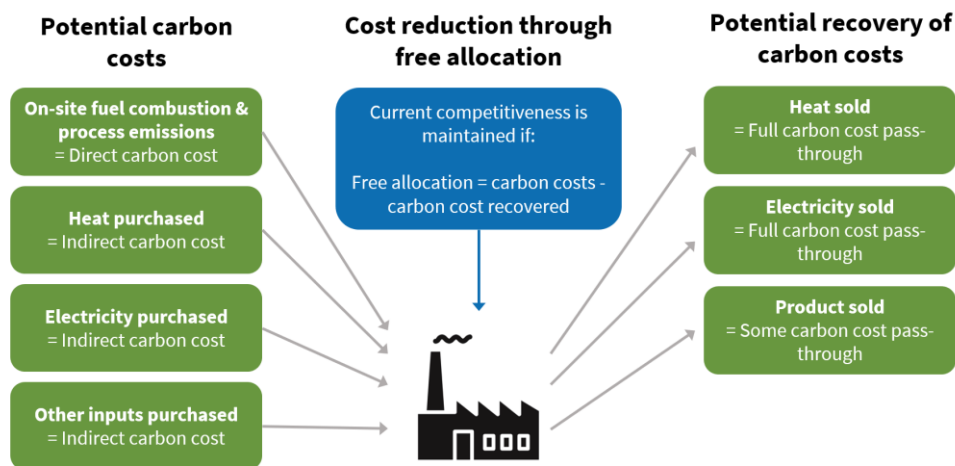 Potential carbon
costs
On-site fuel combustion &
process emissions
= Direct carbon cost
Heat purchased
= Indirect carbon cost
Electricity purchased
= Indirect carbon cost
Other inputs purchased
= Indirect carbon cost
Cost reduction through
free allocation
Current competitiveness is
maintained if:
Free allocation = carbon costs -
carbon cost recovered
Potential recovery of
carbon costs
Heat sold
= Full carbon cost pass-
through
Electricity sold
= Full carbon cost pass-
through
Product sold
= Some carbon cost pass-
through